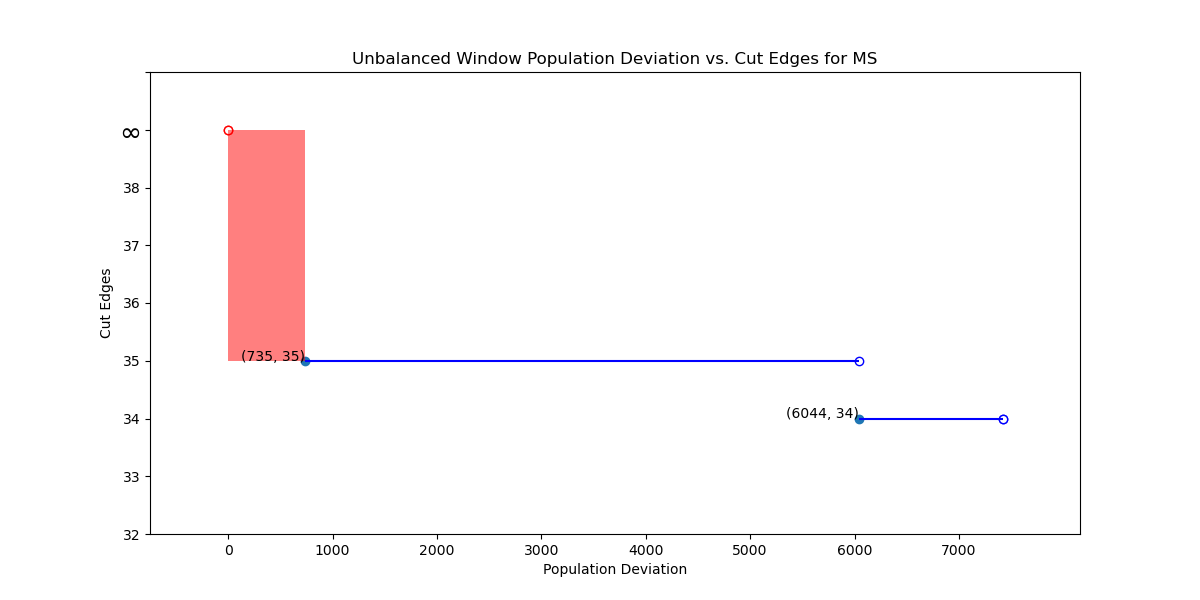 Unbalanced Window Population Deviation vs. Cut Edges for MS
Cut Edges
∞
38
37
36
35
34
33
32
(735, 35)
(6044, 34)
0 1000 2000 3000 4000 5000 6000 7000
Population Deviation